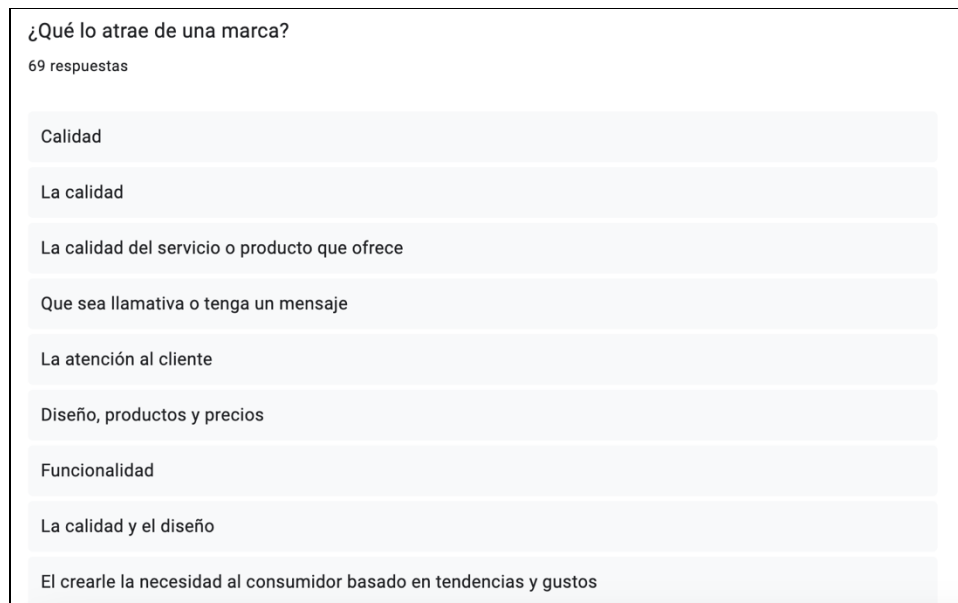 ¿Qué lo atrae de una marca?
69 respuestas
Calidad
La calidad
La calidad del servicio o producto que ofrece
Que sea llamativa o tenga un mensaje
La atención al cliente
Diseño, productos y precios
Funcionalidad
La calidad y el diseño
El crearle la necesidad al consumidor basado en tendencias y gustos